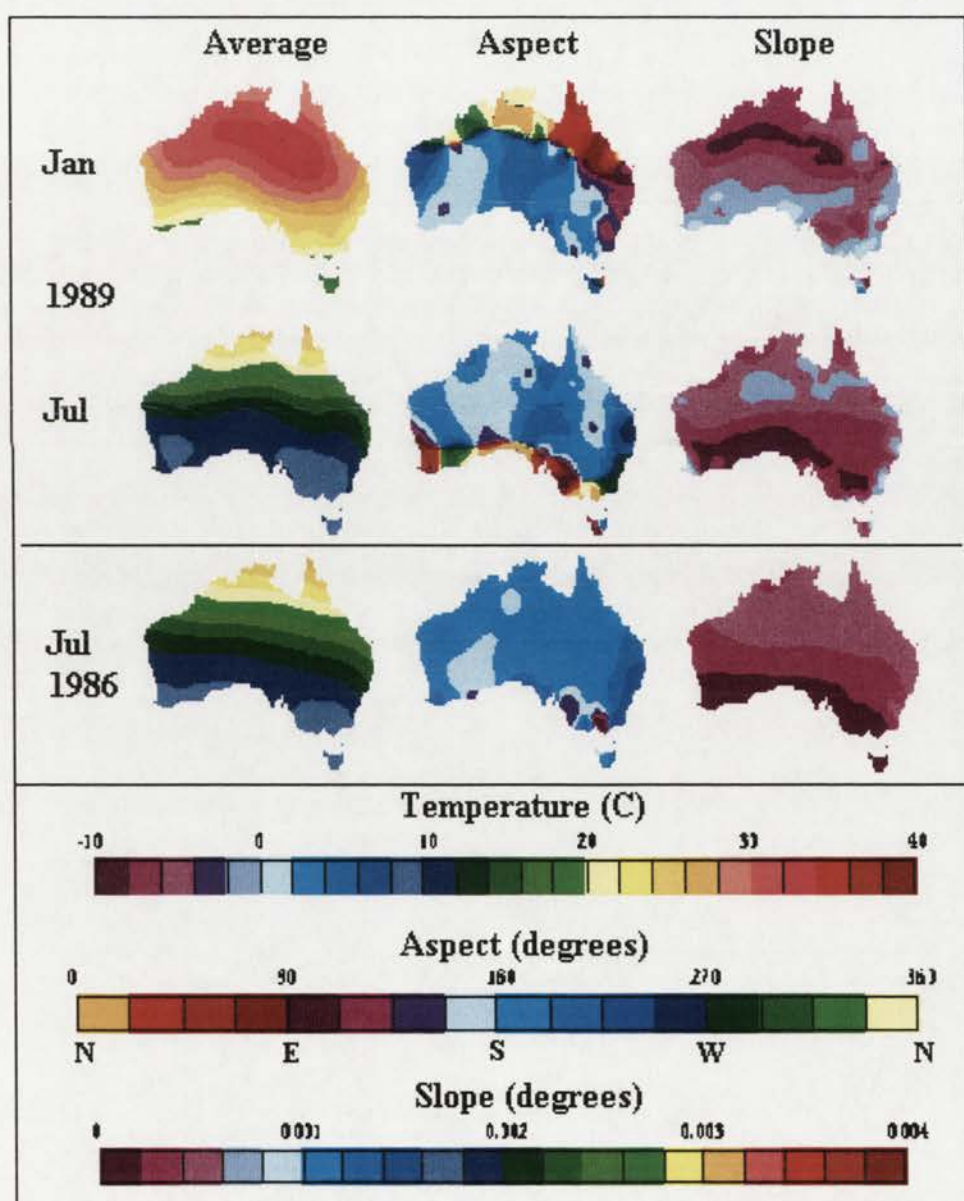 Average Aspect Slope
Jan
1989
Jul
Jul
1986
Temperature (C)
-10 0 10 20 30 40
Aspect (degrees)
0 90 180 270 360
N E S W N
Slope (degrees)
0 0.001 0.002 0.003 0.004